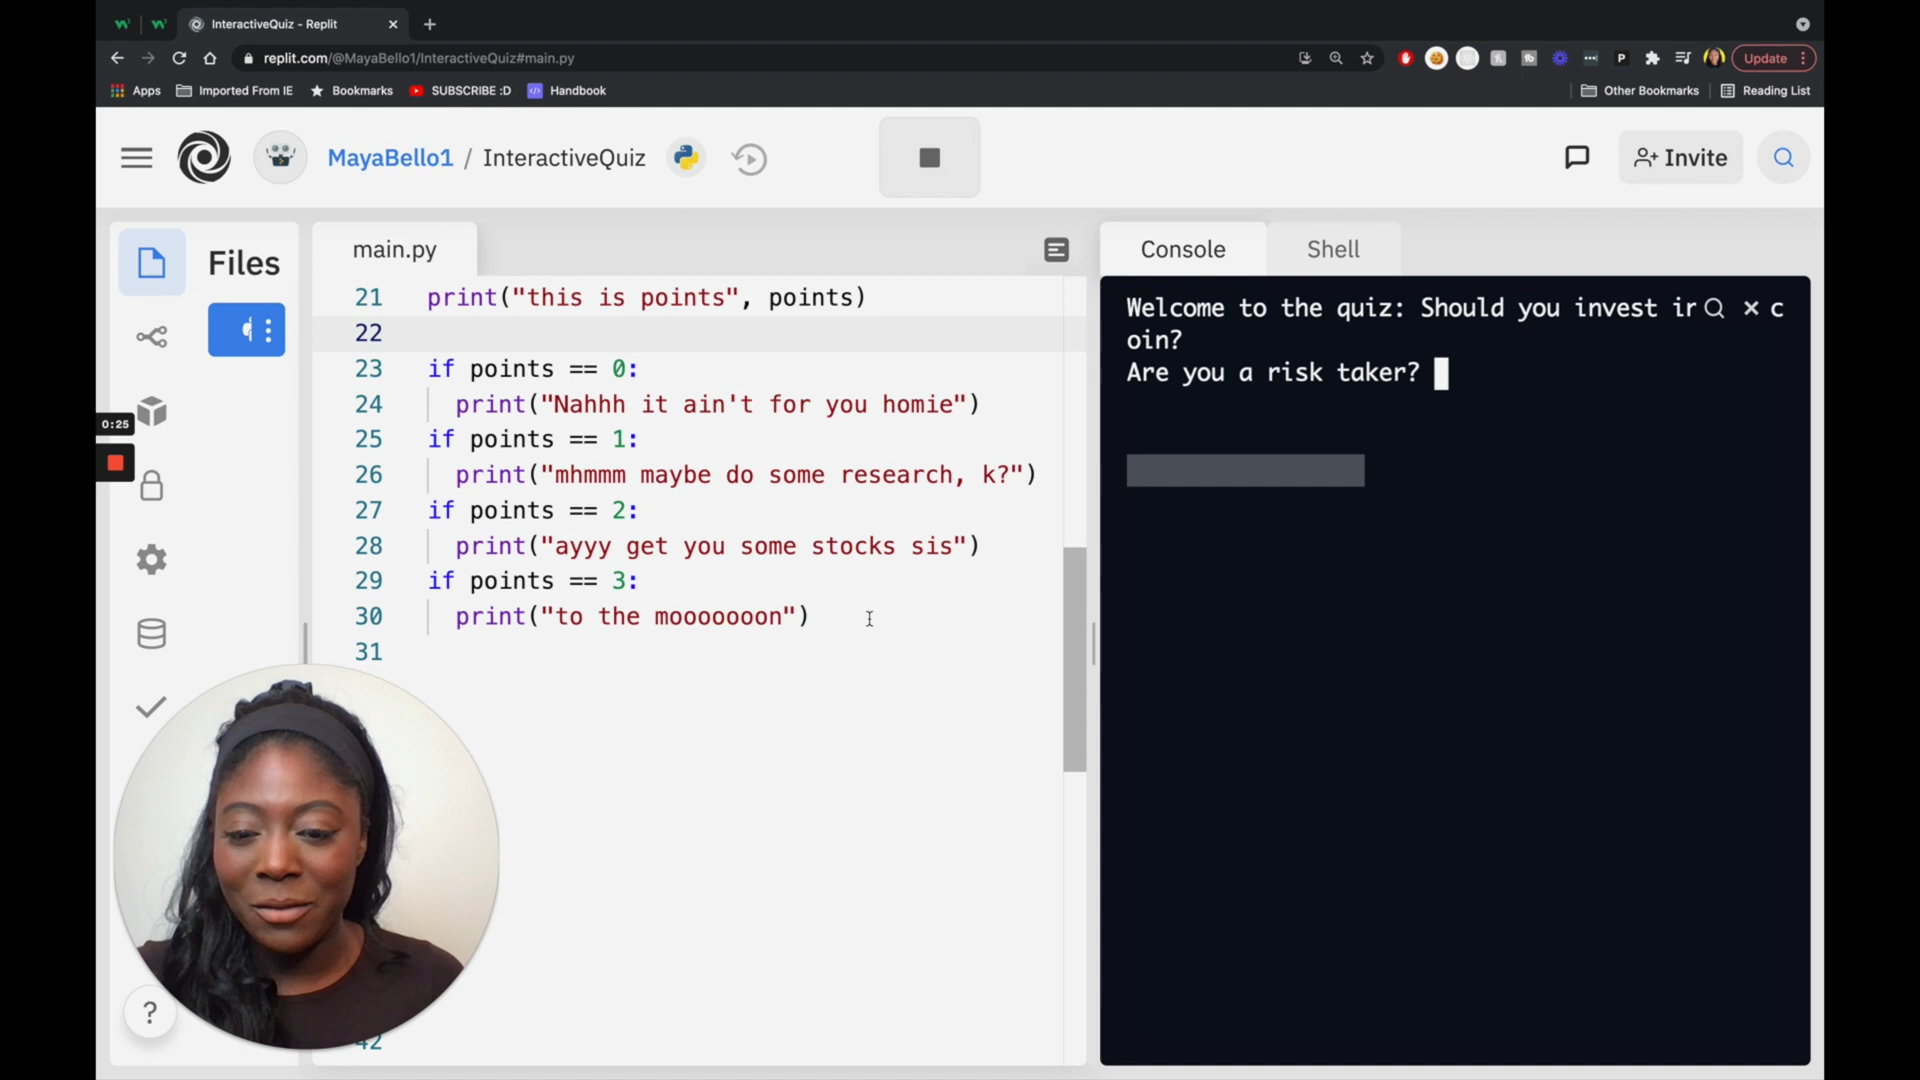 InteractiveQuiz - Replit
replit.com/@MayaBello1/InteractiveQuiz#main.py
Update
Apps Imported From IE Bookmarks SUBSCRIBE :D Handbook Other Bookmarks Reading List
MayaBello1 / InteractiveQuiz
Invite
Files
main.py
Console Shell
21 print("this is points", points)
22
23 if points == 0:
24 print("Nahhh it ain't for you homie")
25 if points == 1:
26 print("mhmmm maybe do some research, k?")
27 if points == 2:
28 print("ayyy get you some stocks sis")
29 if points == 3:
30 print("to the mooooooon")
31
42
Welcome to the quiz: Should you invest in c
oin?
Are you a risk taker?
0:25
?